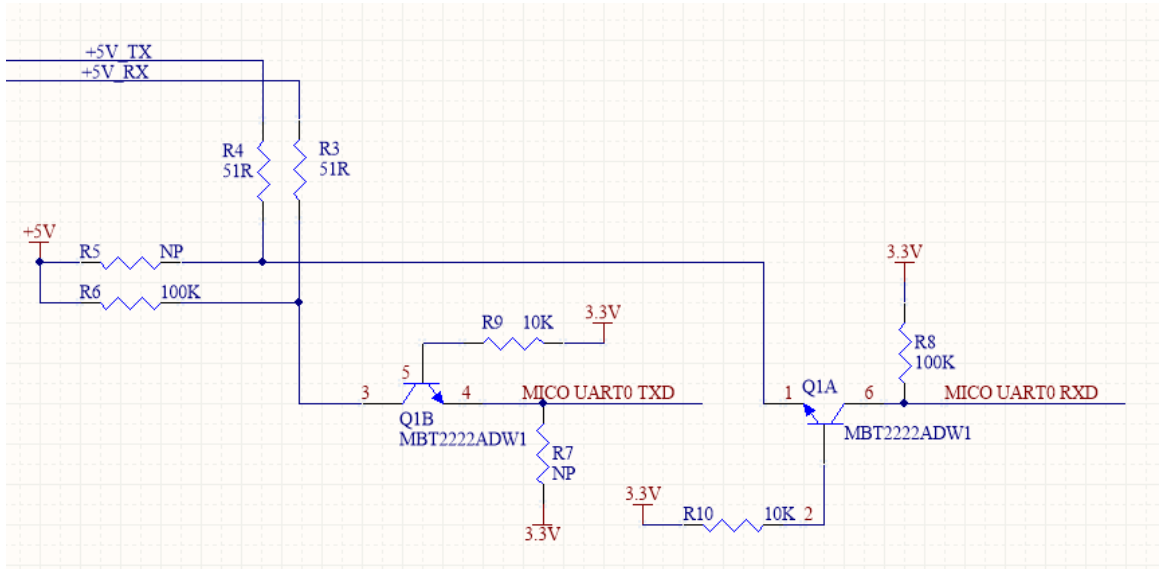 +5V_TX
+5V_RX
R4
51R
R3
51R
+5V
R5 NP
R6 100K
R9 10K
3.3V
3.3V
R8
100K
3
5
4
MICO UART0 TXD
Q1B
MBT2222ADW1
R7
NP
3.3V
1
Q1A
6
MICO UART0 RXD
MBT2222ADW1
3.3V
R10 10K 2